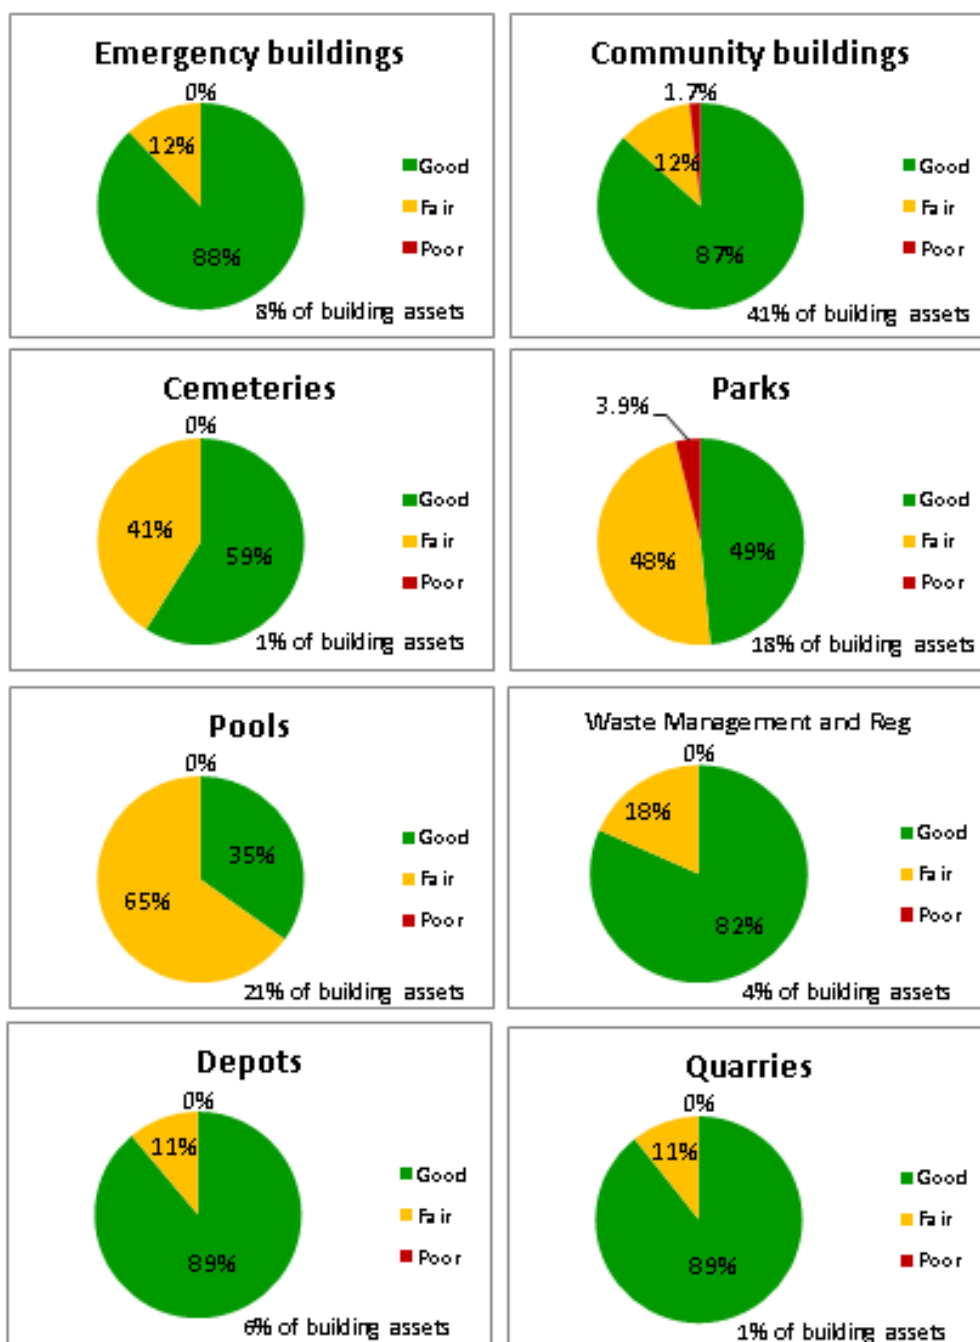 Emergency buildings
0%
12%
88%
Good
Fair
Poor
8% of building assets
Community buildings
1.7%
12%
87%
Good
Fair
Poor
41% of building assets
Cemeteries
0%
41%
59%
Good
Fair
Poor
1% of building assets
Parks
3.9%
48%
49%
Good
Fair
Poor
18% of building assets
Pools
0%
35%
65%
Good
Fair
Poor
21% of building assets
Waste Management and Reg
0%
18%
82%
Good
Fair
Poor
4% of building assets
Depots
0%
11%
89%
Good
Fair
Poor
6% of building assets
Quarries
0%
11%
89%
Good
Fair
Poor
1% of building assets